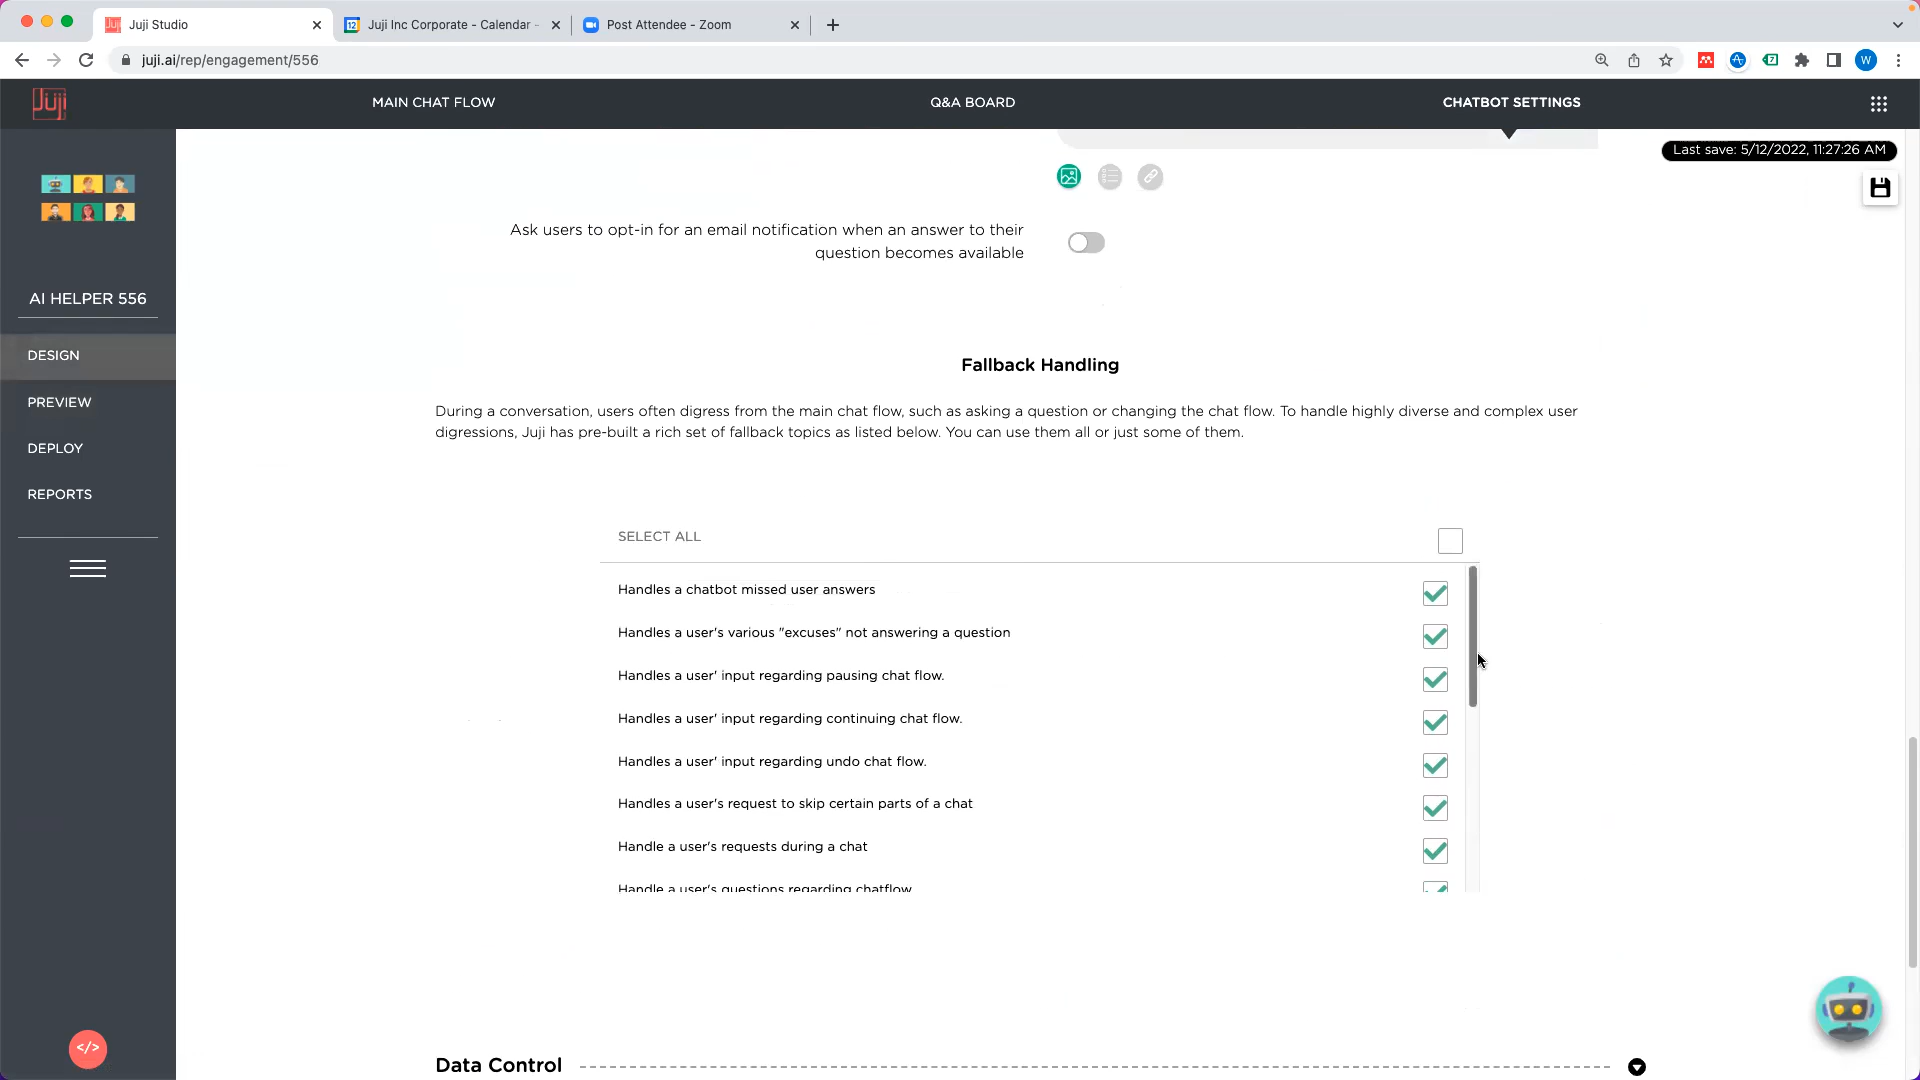 Juji Studio
12
Juji Inc Corporate - Calendar -
Post Attendee - Zoom
juji.ai/rep/engagement/556
W
Juji
MAIN CHAT FLOW
Q&A BOARD
CHATBOT SETTINGS
Last save: 5/12/2022, 11:27:26 AM
Ask users to opt-in for an email notification when an answer to their
question becomes available
AI HELPER 556
DESIGN
PREVIEW
DEPLOY
REPORTS
</>
Fallback Handling
During a conversation, users often digress from the main chat flow, such as asking a question or changing the chat flow. To handle highly diverse and complex user
digressions, Juji has pre-built a rich set of fallback topics as listed below. You can use them all or just some of them.
SELECT ALL
Handles a chatbot missed user answers
Handles a user's various "excuses" not answering a question
Handles a user' input regarding pausing chat flow.
Handles a user' input regarding continuing chat flow.
Handles a user' input regarding undo chat flow.
Handles a user's request to skip certain parts of a chat
Handle a user's requests during a chat
Handle a user's questions regarding chatflow
Data Control